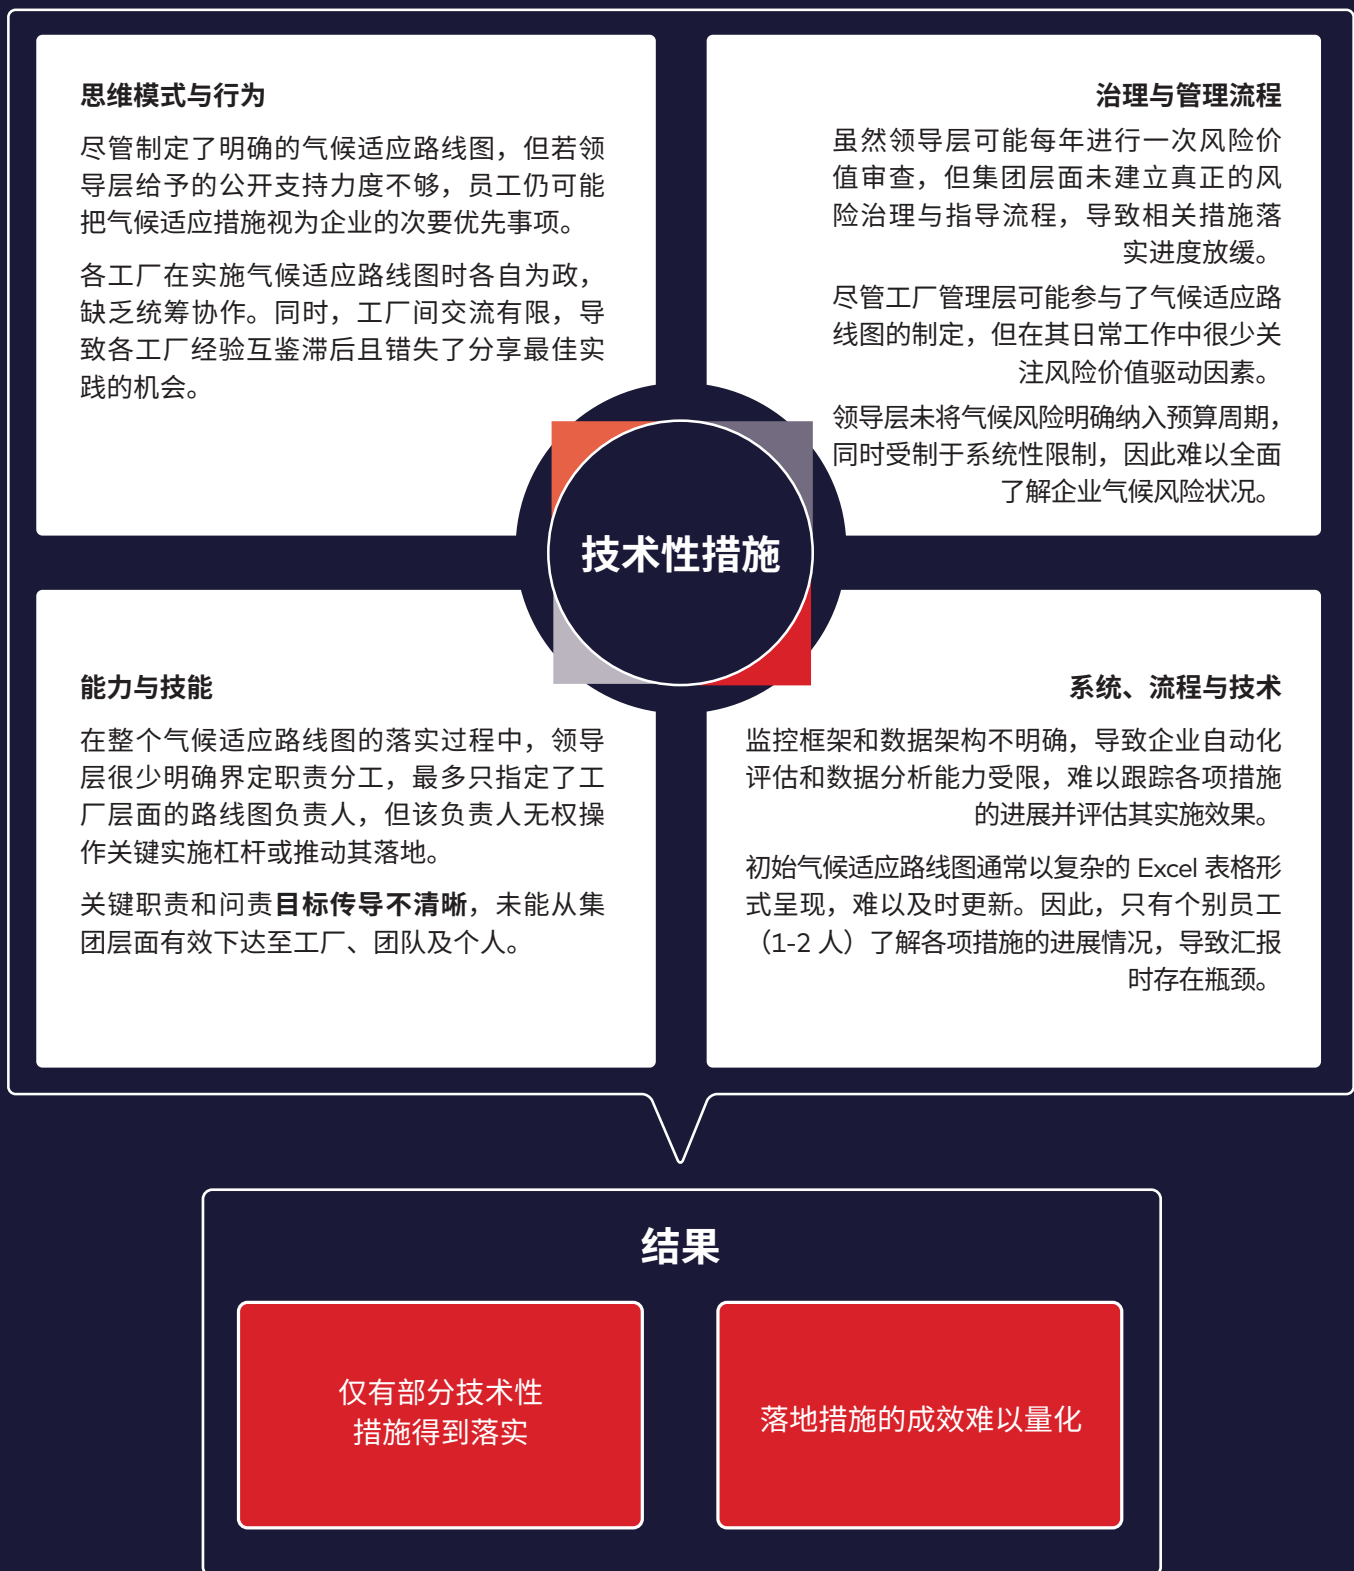 思维模式与行为
尽管制定了明确的气候适应路线图，但若领
导层给予的公开支持力度不够，员工仍可能
把气候适应措施视为企业的次要优先事项。
各工厂在实施气候适应路线图时各自为政，
缺乏统筹协作。同时，工厂间交流有限，导
致各工厂经验互鉴滞后且错失了分享最佳实
践的机会。
治理与管理流程
虽然领导层可能每年进行一次风险价
值审查，但集团层面未建立真正的风
险治理与指导流程，导致相关措施落
实进度放缓。
尽管工厂管理层可能参与了气候适应路
线图的制定，但在其日常工作中很少关
注风险价值驱动因素。
领导层未将气候风险明确纳入预算周期，
同时受制于系统性限制，因此难以全面
了解企业气候风险状况。
技术性措施
能力与技能
在整个气候适应路线图的落实过程中，领导
层很少明确界定职责分工，最多只指定了工
厂层面的路线图负责人，但该负责人无权操
作关键实施杠杆或推动其落地。
关键职责和问责目标传导不清晰，未能从集
团层面有效下达至工厂、团队及个人。
系统、流程与技术
监控框架和数据架构不明确，导致企业自动化
评估和数据分析能力受限，难以跟踪各项措施
的进展并评估其实施效果。
初始气候适应路线图通常以复杂的 Excel 表格形
式呈现，难以及时更新。因此，只有个别员工
（1-2 人）了解各项措施的进展情况，导致汇报
时存在瓶颈。
结果
仅有部分技术性
措施得到落实
落地措施的成效难以量化